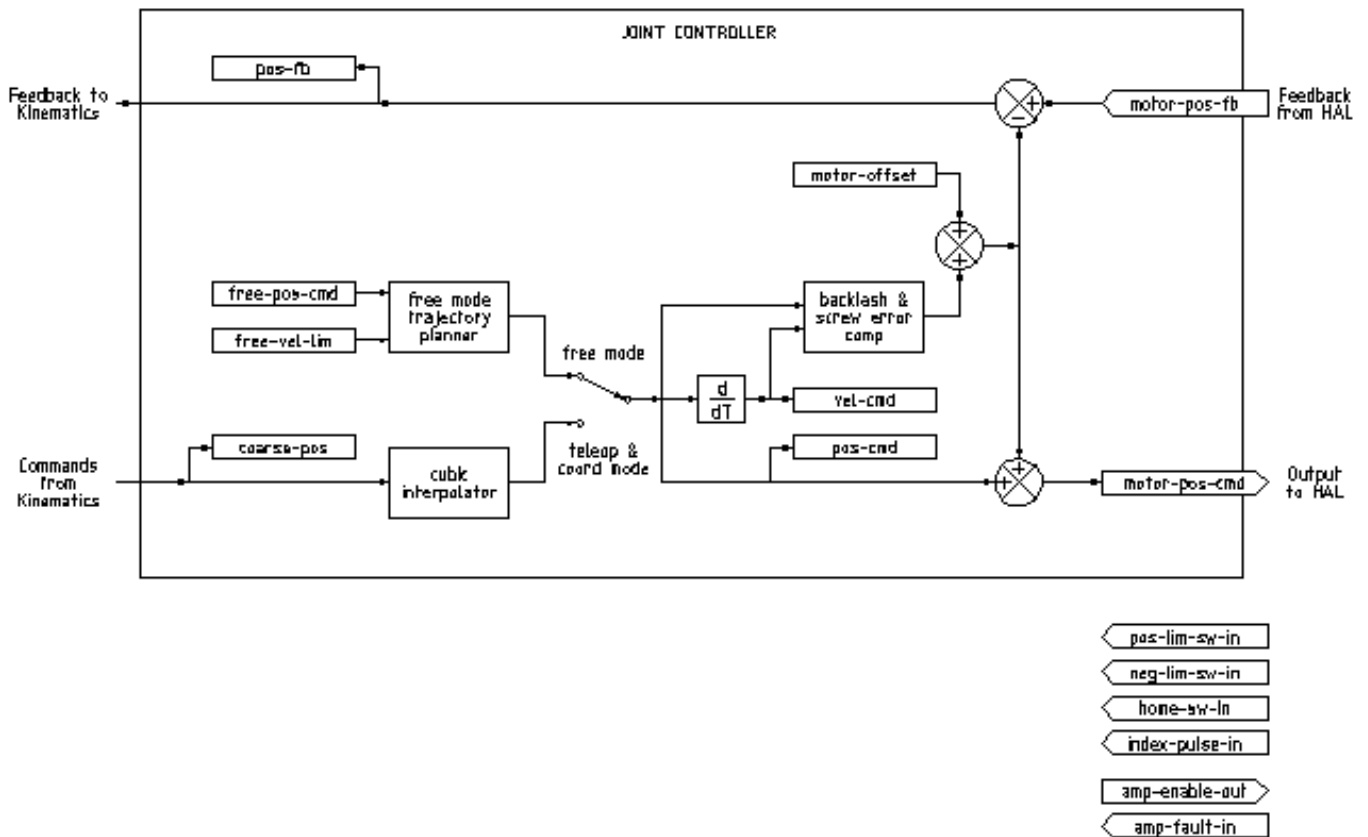 JOINT CONTROLLER
pos-fb
Feedback to
Kinematics
+
-
motor-pos-fb
Feedback
from HAL
motor-offset
+
+
free-pos-cmd
free-vel-lim
free mode
trajectory
planner
backlash &
screw error
comp
free mode
d
dT
vel-cmd
coarse-pos
teleop &
coord mode
pos-cmd
Commands
from
Kinematics
cubic
interpolator
+
+
motor-pos-cmd
Output
to HAL
pos-lim-sw-in
neg-lim-sw-in
home-sw-in
index-pulse-in
amp-enable-out
amp-fault-in